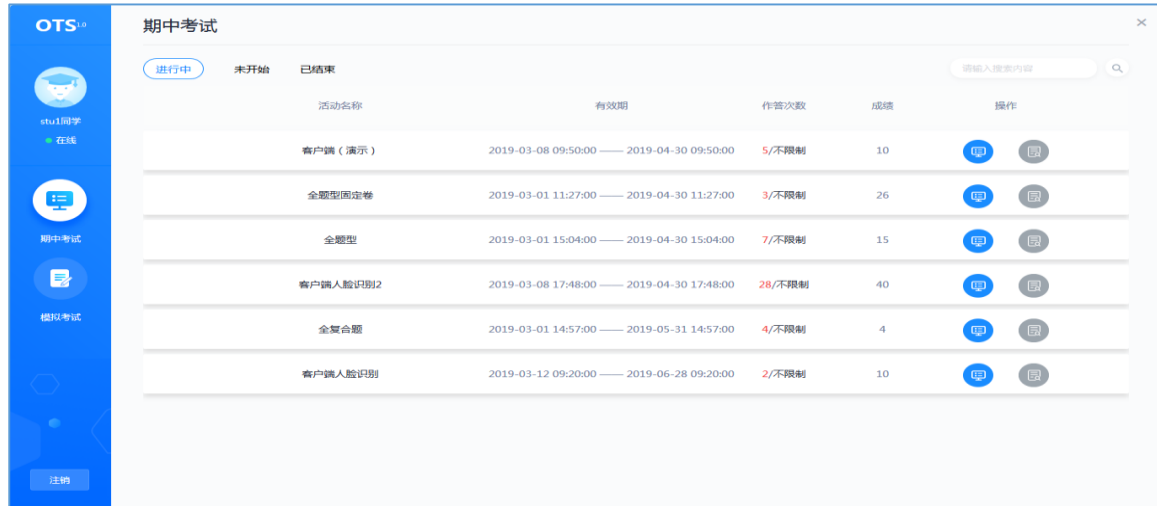 OTS1.0
stu1同学
在线
期中考试
模拟考试
注销
期中考试
×
进行中 未开始 已结束 请输入搜索内容
活动名称 有效期 作答次数 成绩 操作
客户端（演示） 2019-03-08 09:50:00 —— 2019-04-30 09:50:00 5/不限制 10
全题型固定卷 2019-03-01 11:27:00 —— 2019-04-30 11:27:00 3/不限制 26
全题型 2019-03-01 15:04:00 —— 2019-04-30 15:04:00 7/不限制 15
客户端人脸识别2 2019-03-08 17:48:00 —— 2019-04-30 17:48:00 28/不限制 40
全复合题 2019-03-01 14:57:00 —— 2019-05-31 14:57:00 4/不限制 4
客户端人脸识别 2019-03-12 09:20:00 —— 2019-06-28 09:20:00 2/不限制 10